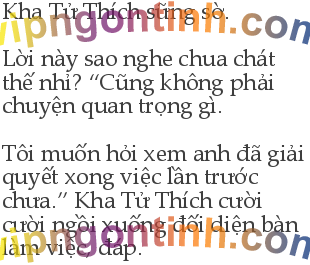 Kha Tử Thích sững sờ.
vipngontinh.com
Lời này sao nghe chua chát
thế nhỉ? “Cũng không phải
chuyện quan trọng gì.
Tôi muốn hỏi xem anh đã giải
quyết xong việc lần trước
chưa.” Kha Tử Thích cười
cười ngồi xuống đối diện bàn
vipngontinh.com
làm việc, đáp.